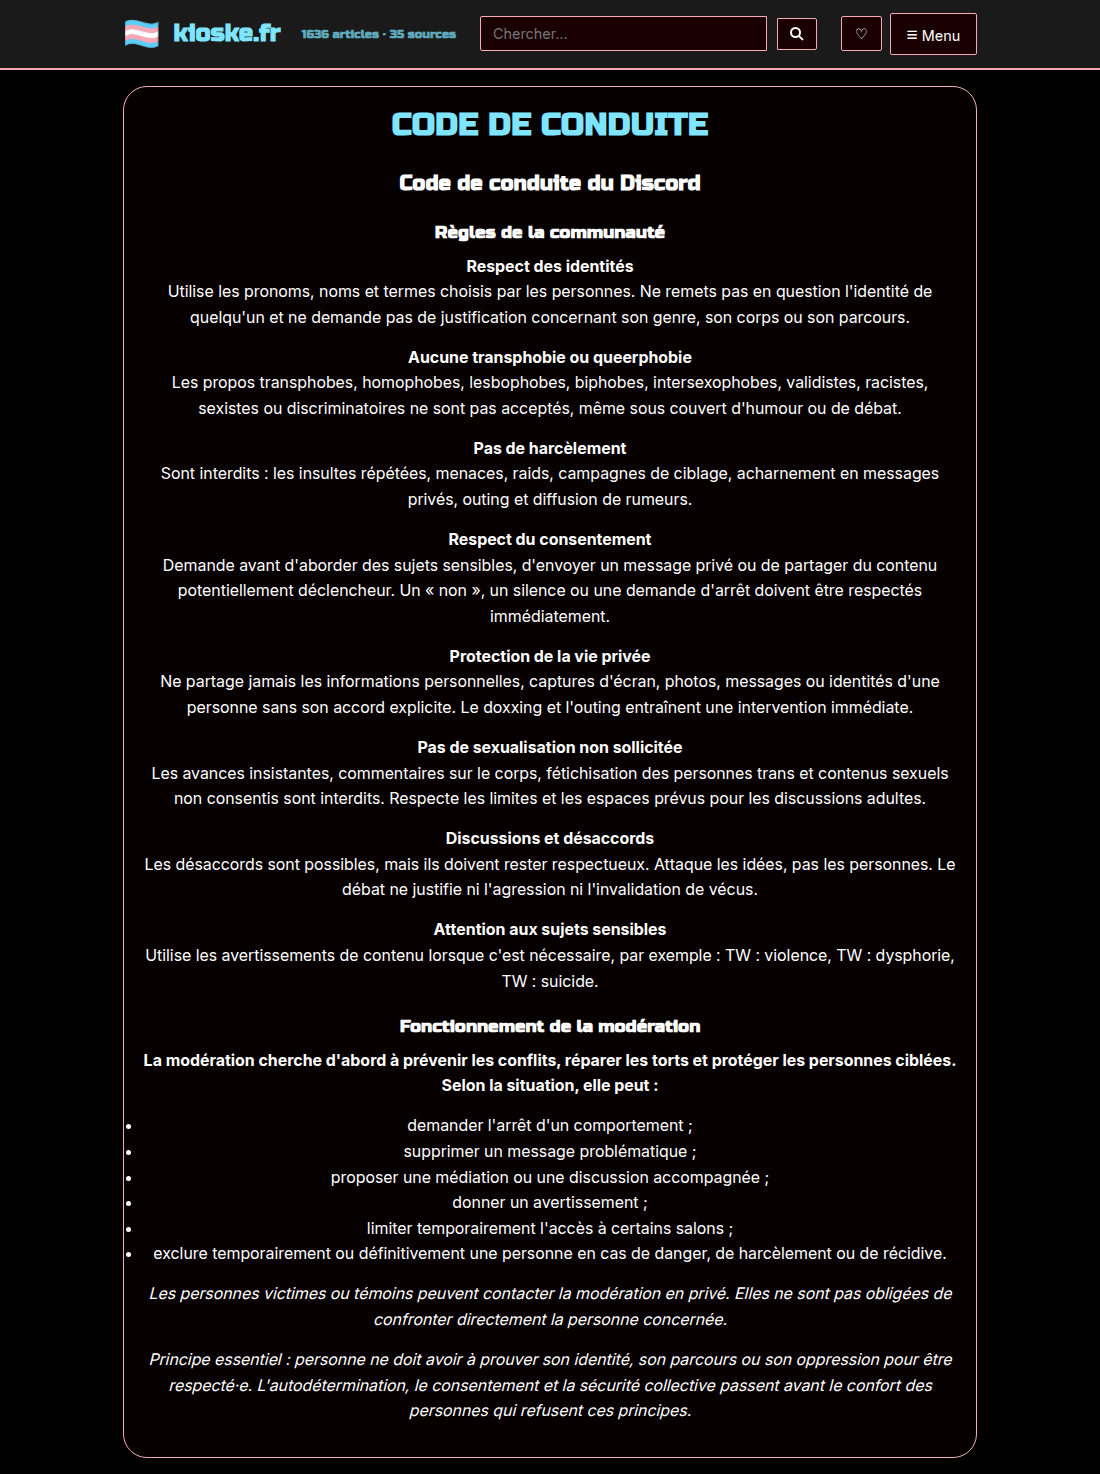 kioske.fr
1636 articles · 35 sources
Chercher...
♡
≡ Menu
CODE DE CONDUITE
Code de conduite du Discord
Règles de la communauté
Respect des identités
Utilise les pronoms, noms et termes choisis par les personnes. Ne remets pas en question l'identité de
quelqu'un et ne demande pas de justification concernant son genre, son corps ou son parcours.
Aucune transphobie ou queerphobie
Les propos transphobes, homophobes, lesbophobes, biphobes, intersexophobes, validistes, racistes,
sexistes ou discriminatoires ne sont pas acceptés, même sous couvert d'humour ou de débat.
Pas de harcèlement
Sont interdits : les insultes répétées, menaces, raids, campagnes de ciblage, acharnement en messages
privés, outing et diffusion de rumeurs.
Respect du consentement
Demande avant d'aborder des sujets sensibles, d'envoyer un message privé ou de partager du contenu
potentiellement déclencheur. Un « non », un silence ou une demande d'arrêt doivent être respectés
immédiatement.
Protection de la vie privée
Ne partage jamais les informations personnelles, captures d'écran, photos, messages ou identités d'une
personne sans son accord explicite. Le doxxing et l'outing entraînent une intervention immédiate.
Pas de sexualisation non sollicitée
Les avances insistantes, commentaires sur le corps, fétichisation des personnes trans et contenus sexuels
non consentis sont interdits. Respecte les limites et les espaces prévus pour les discussions adultes.
Discussions et désaccords
Les désaccords sont possibles, mais ils doivent rester respectueux. Attaque les idées, pas les personnes. Le
débat ne justifie ni l'agression ni l'invalidation de vécus.
Attention aux sujets sensibles
Utilise les avertissements de contenu lorsque c'est nécessaire, par exemple : TW : violence, TW : dysphorie,
TW : suicide.
Fonctionnement de la modération
La modération cherche d'abord à prévenir les conflits, réparer les torts et protéger les personnes ciblées.
Selon la situation, elle peut :
• demander l'arrêt d'un comportement ;
• supprimer un message problématique ;
• proposer une médiation ou une discussion accompagnée ;
• donner un avertissement ;
• limiter temporairement l'accès à certains salons ;
• exclure temporairement ou définitivement une personne en cas de danger, de harcèlement ou de récidive.
Les personnes victimes ou témoins peuvent contacter la modération en privé. Elles ne sont pas obligées de
confronter directement la personne concernée.
Principe essentiel : personne ne doit avoir à prouver son identité, son parcours ou son oppression pour être
respecté·e. L'autodétermination, le consentement et la sécurité collective passent avant le confort des
personnes qui refusent ces principes.